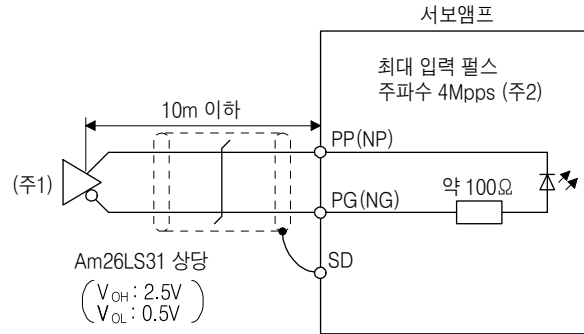 서보앰프
최대 입력 펄스
주파수 4Mpps (주2)
10m 이하
PP(NP)
(주1)
약 100Ω
PG(NG)
SD
Am26LS31 상당
VOH : 2.5V
VOL : 0.5V